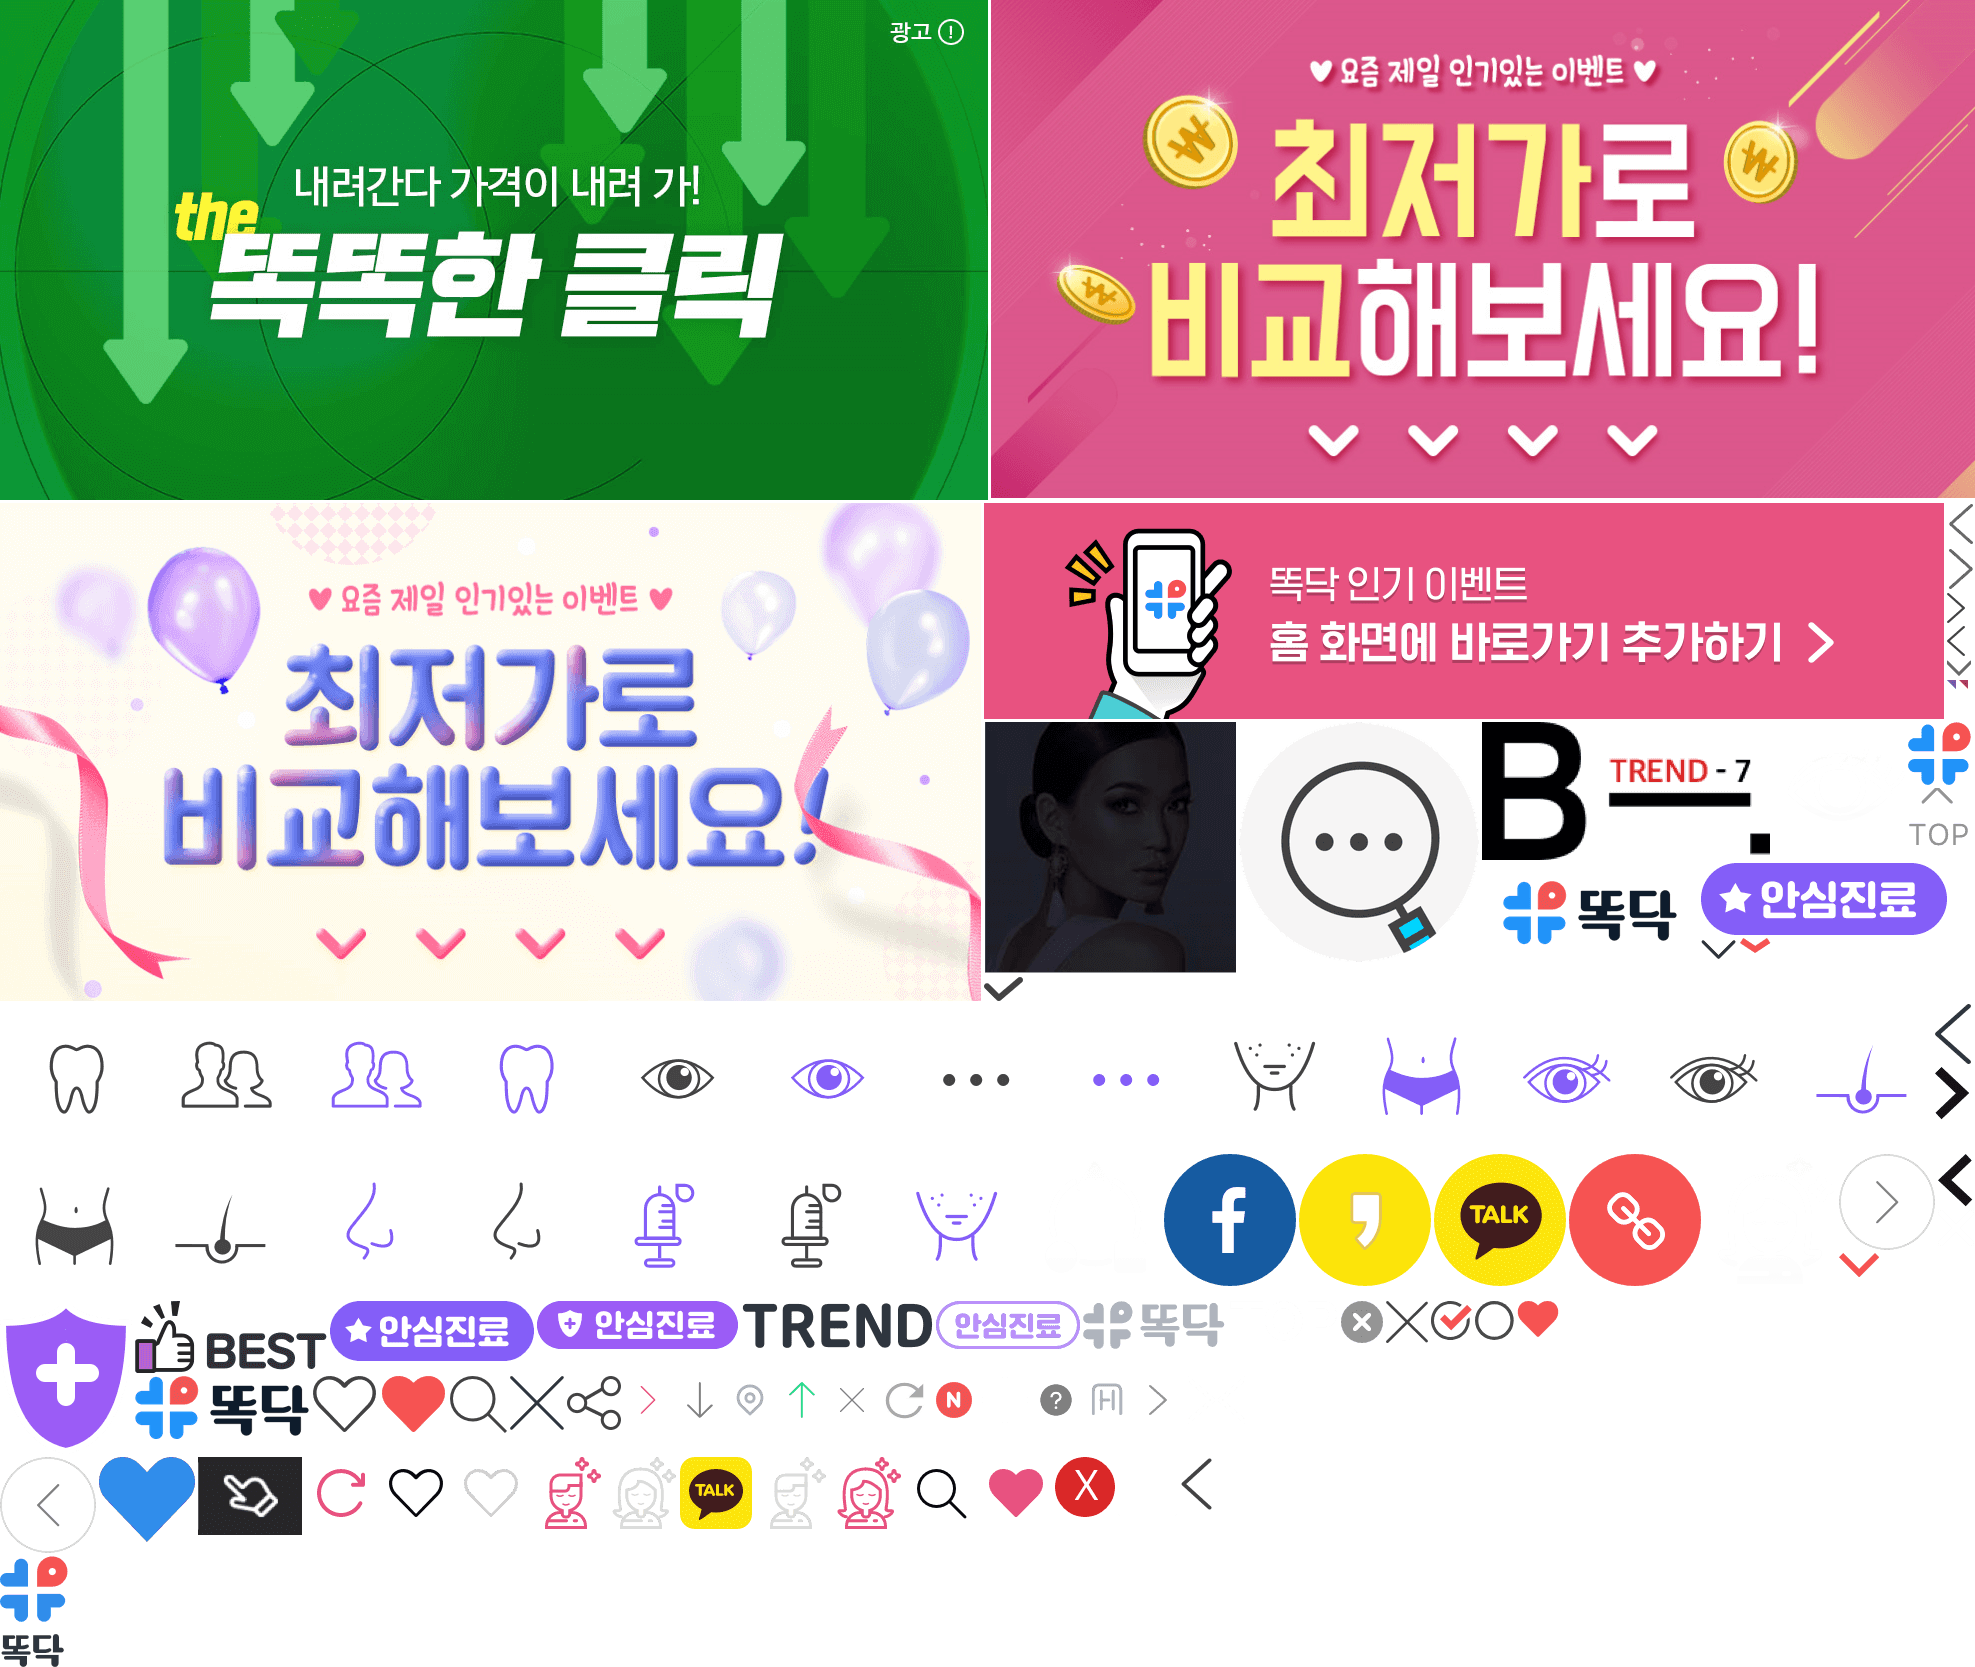 광고
내려간다 가격이 내려 가!
the
똑똑한 클릭
요즘 제일 인기있는 이벤트
최저가로
비교해보세요!
요즘 제일 인기있는 이벤트
최저가로
비교해보세요!
똑닥 인기 이벤트
홈 화면에 바로가기 추가하기
B
TREND - 7
TOP
똑닥
안심진료
TALK
BEST
안심진료
안심진료
TREND
안심진료
똑닥
똑닥
N
?
TALK
X
똑닥